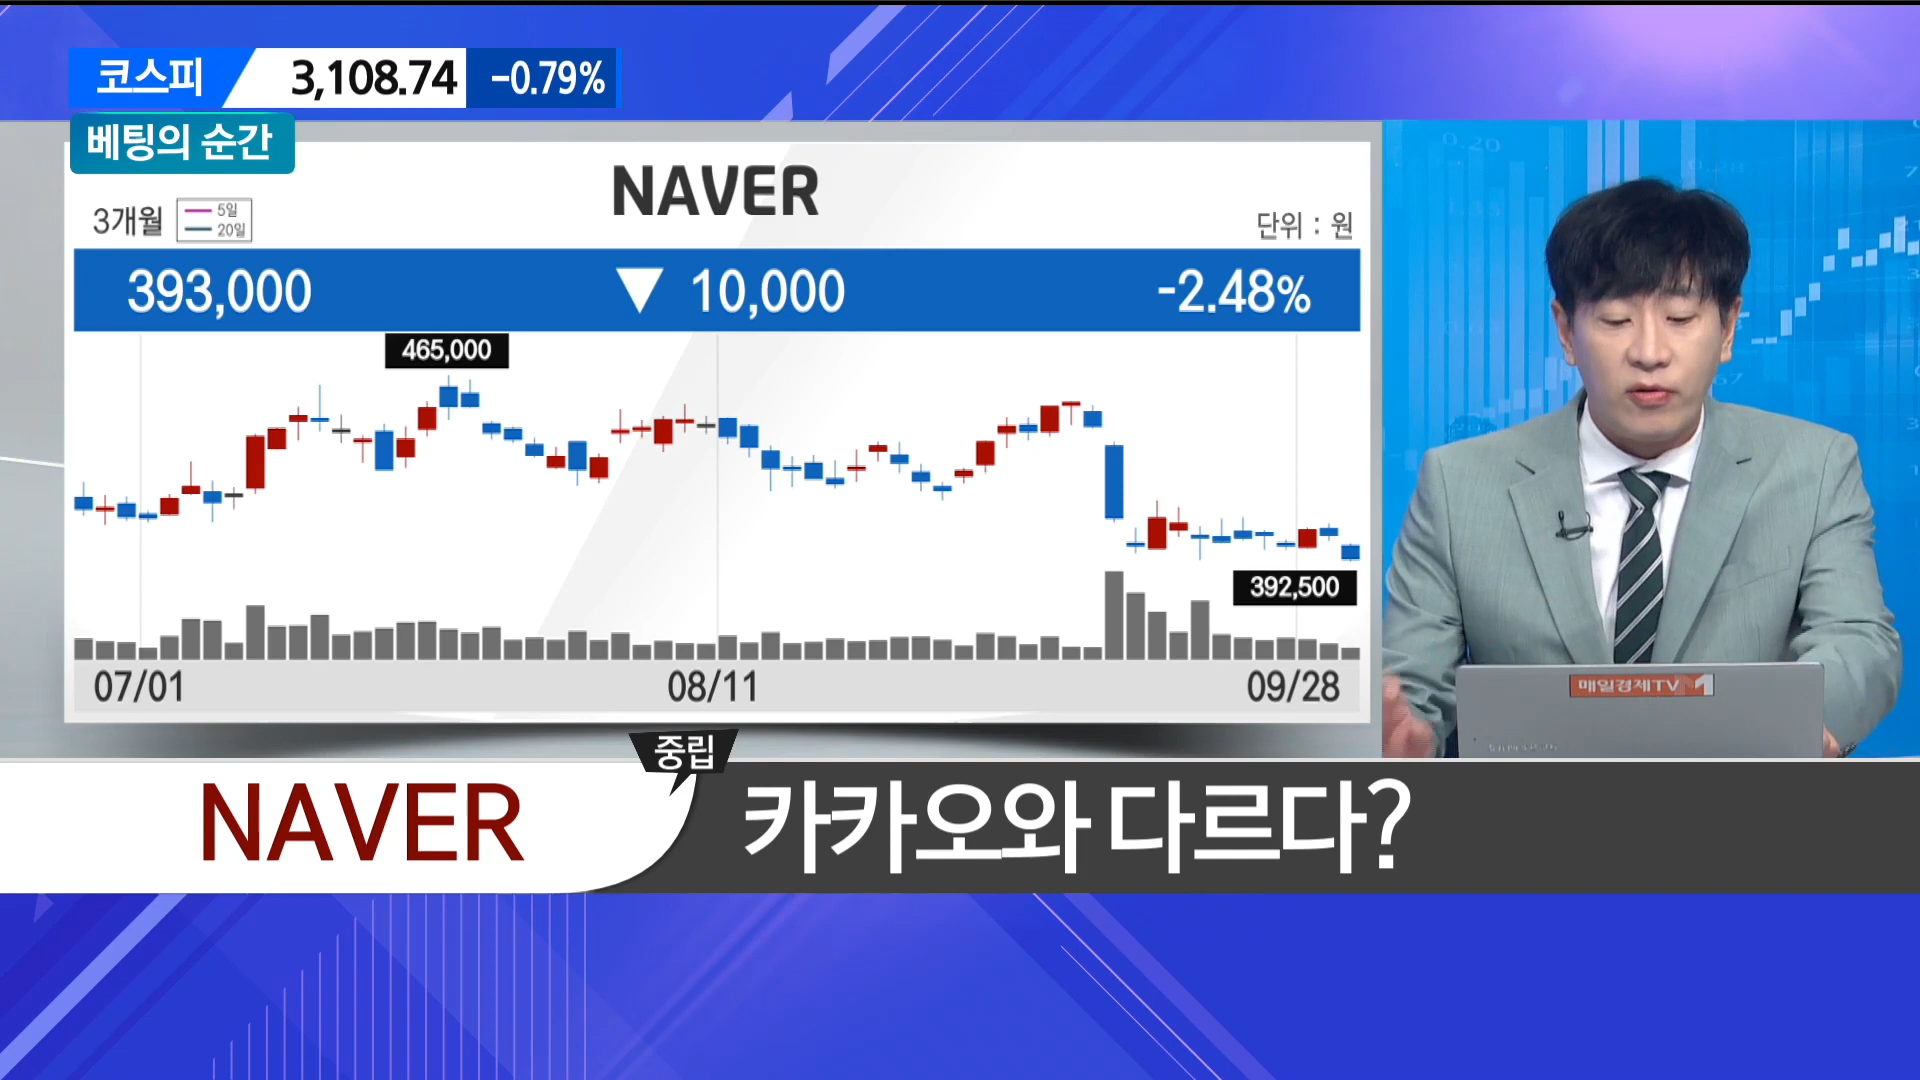 코스피 3,108.74 -0.79%
베팅의 순간
NAVER
3개월
5일
20일
단위 : 원
393,000 ▼ 10,000 -2.48%
465,000
392,500
07/01 08/11 09/28
매일경제TV M
중립
NAVER 카카오와 다르다?